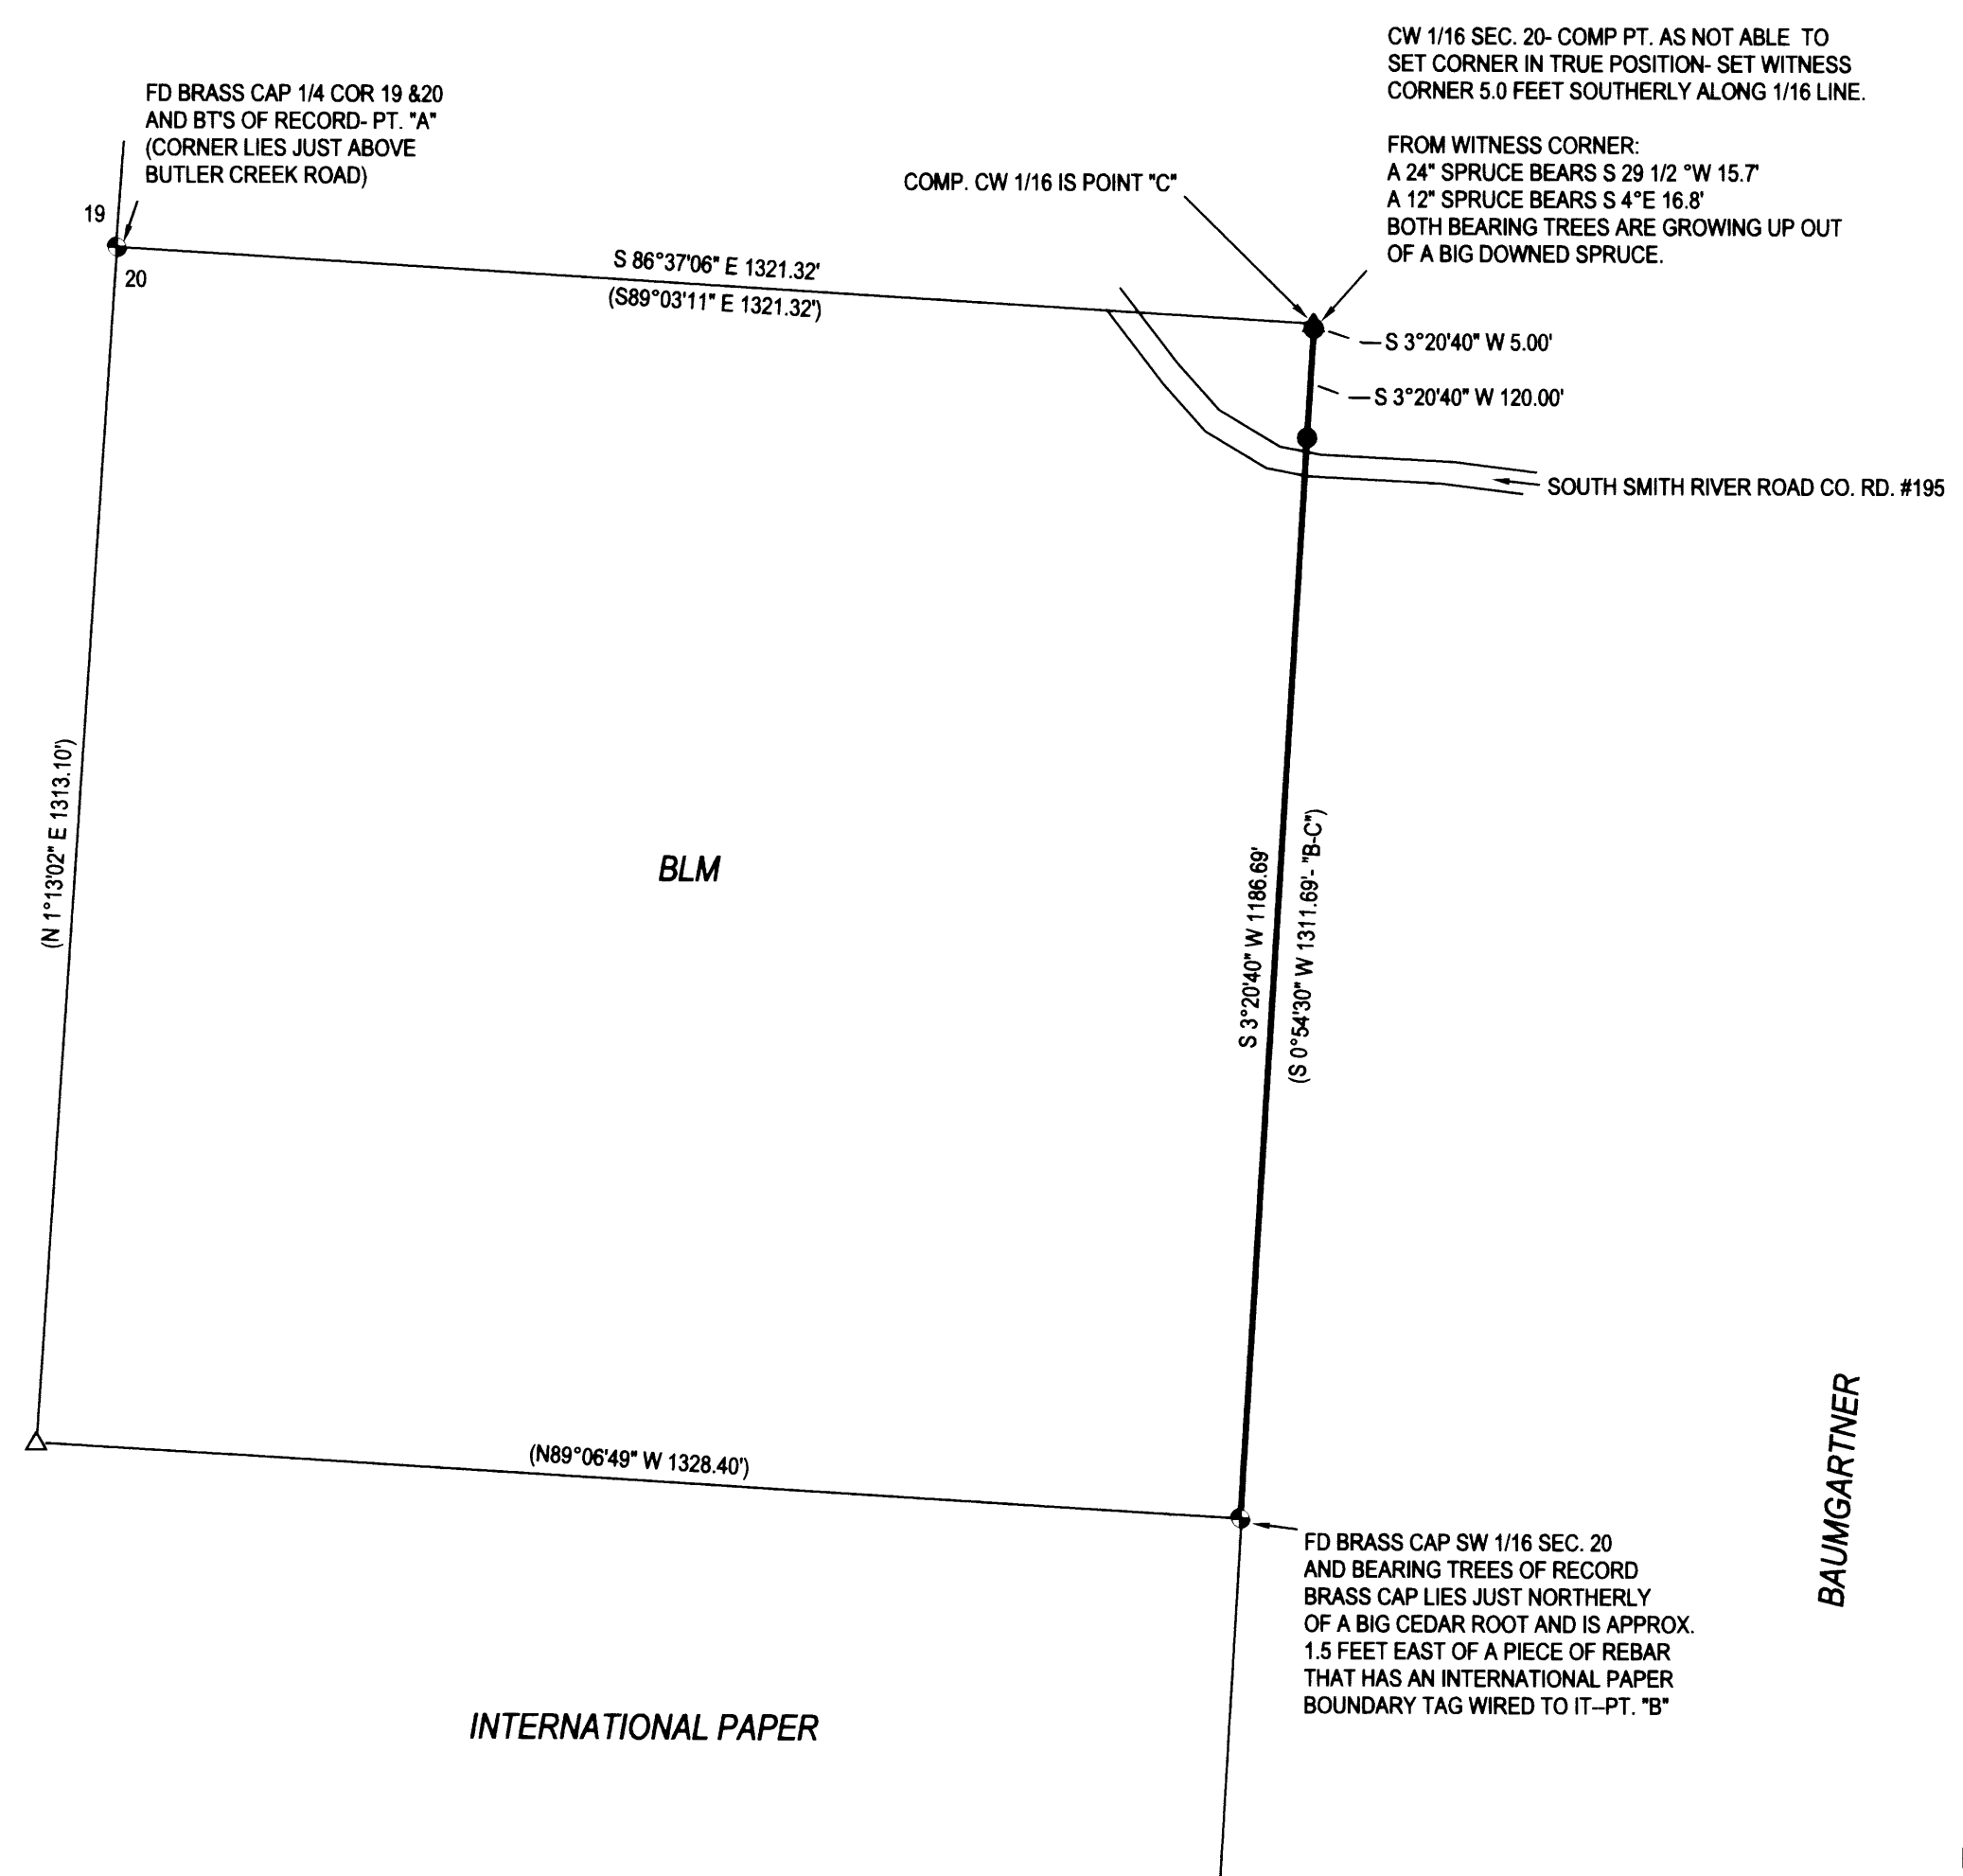 CW 1/16 SEC. 20- COMP PT. AS NOT ABLE TO
SET CORNER IN TRUE POSITION- SET WITNESS
CORNER 5.0 FEET SOUTHERLY ALONG 1/16 LINE.
FROM WITNESS CORNER:
A 24" SPRUCE BEARS S 29 1/2 °W 15.7'
A 12" SPRUCE BEARS S 4°E 16.8'
BOTH BEARING TREES ARE GROWING UP OUT
OF A BIG DOWNED SPRUCE.
FD BRASS CAP 1/4 COR 19 &20
AND BT'S OF RECORD- PT. "A"
(CORNER LIES JUST ABOVE
BUTLER CREEK ROAD)
COMP. CW 1/16 IS POINT "C"
19
20
S 86°37'06" E 1321.32'
(S89°03'11" E 1321.32')
S 3°20'40" W 5.00'
S 3°20'40" W 120.00'
SOUTH SMITH RIVER ROAD CO. RD. #195
(N 1°13'02" E 1313.10')
BLM
S 3°20'40" W 1186.69'
(S 0°54'30" W 1311.69'- "B-C")
(N89°06'49" W 1328.40')
BAUMGARTNER
FD BRASS CAP SW 1/16 SEC. 20
AND BEARING TREES OF RECORD
BRASS CAP LIES JUST NORTHERLY
OF A BIG CEDAR ROOT AND IS APPROX.
1.5 FEET EAST OF A PIECE OF REBAR
THAT HAS AN INTERNATIONAL PAPER
BOUNDARY TAG WIRED TO IT--PT. "B"
INTERNATIONAL PAPER